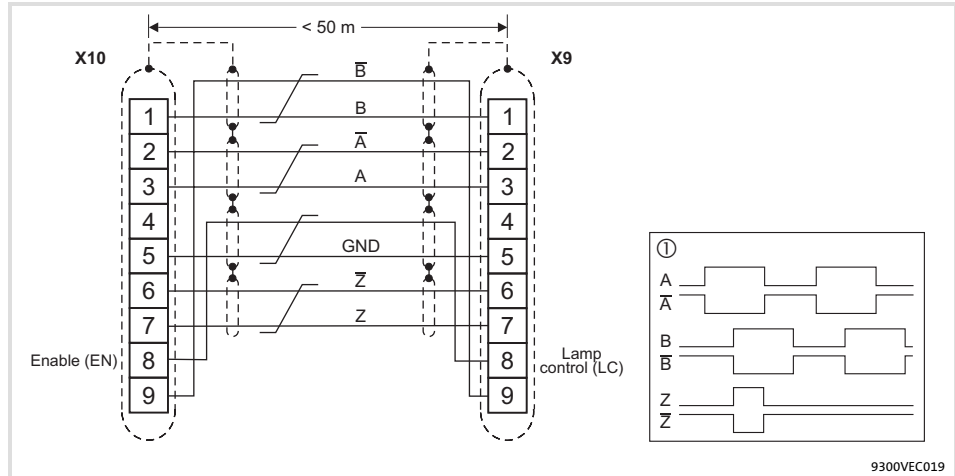 < 50 m
X10
X9
B̅
B
A̅
A
GND
Z̅
Z
1
2
3
4
5
6
7
8
9
1
2
3
4
5
6
7
8
9
Enable (EN)
Lamp
control (LC)
①
A
A̅
B
B̅
Z
Z̅
9300VEC019